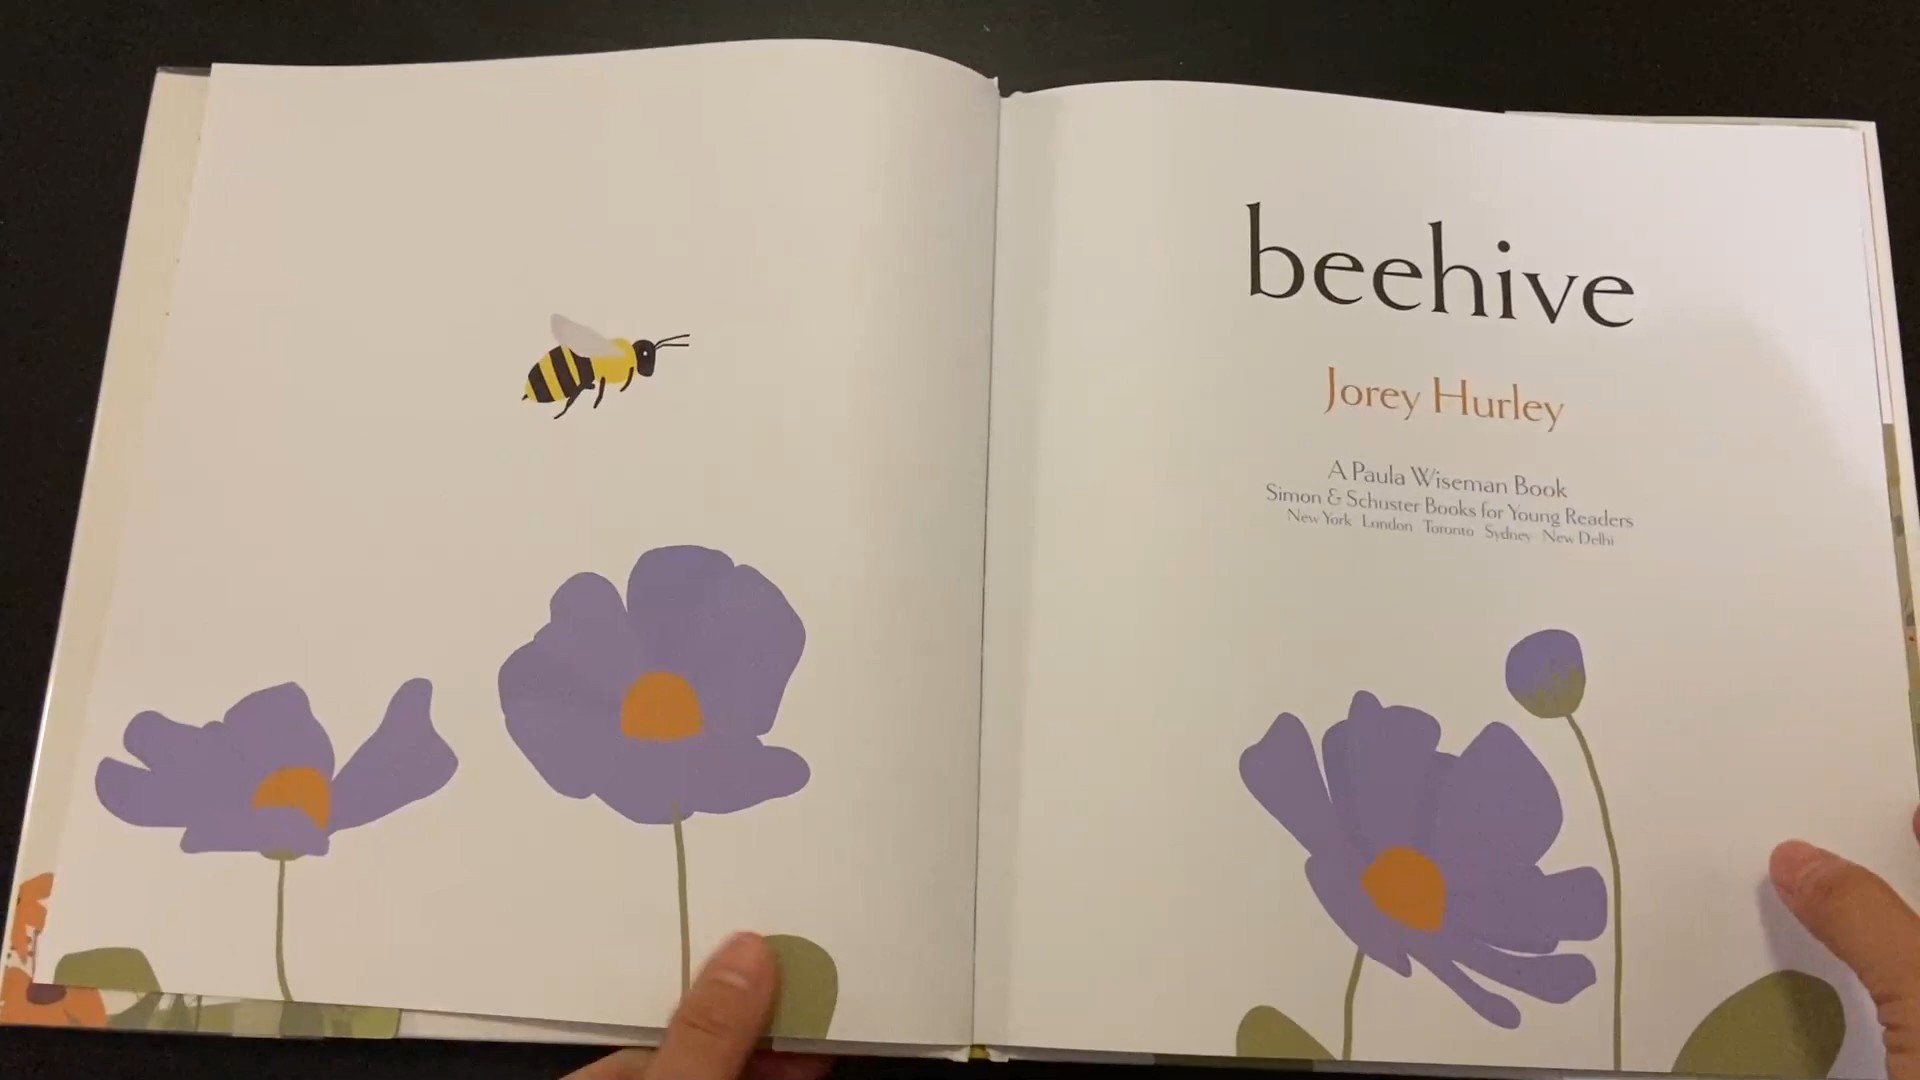 beehive
Jorey Hurley
A Paula Wiseman Book
Simon & Schuster Books for Young Readers
New York London Toronto Sydney New Delhi